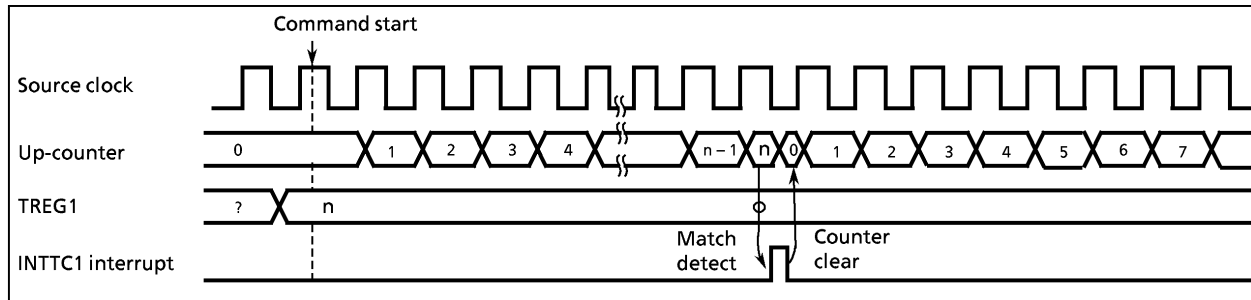 Command start
Source clock
Up-counter 0 1 2 3 4 n – 1 n 0 1 2 3 4 5 6 7
TREG1 ? n
Match detect
Counter clear
INTTC1 interrupt